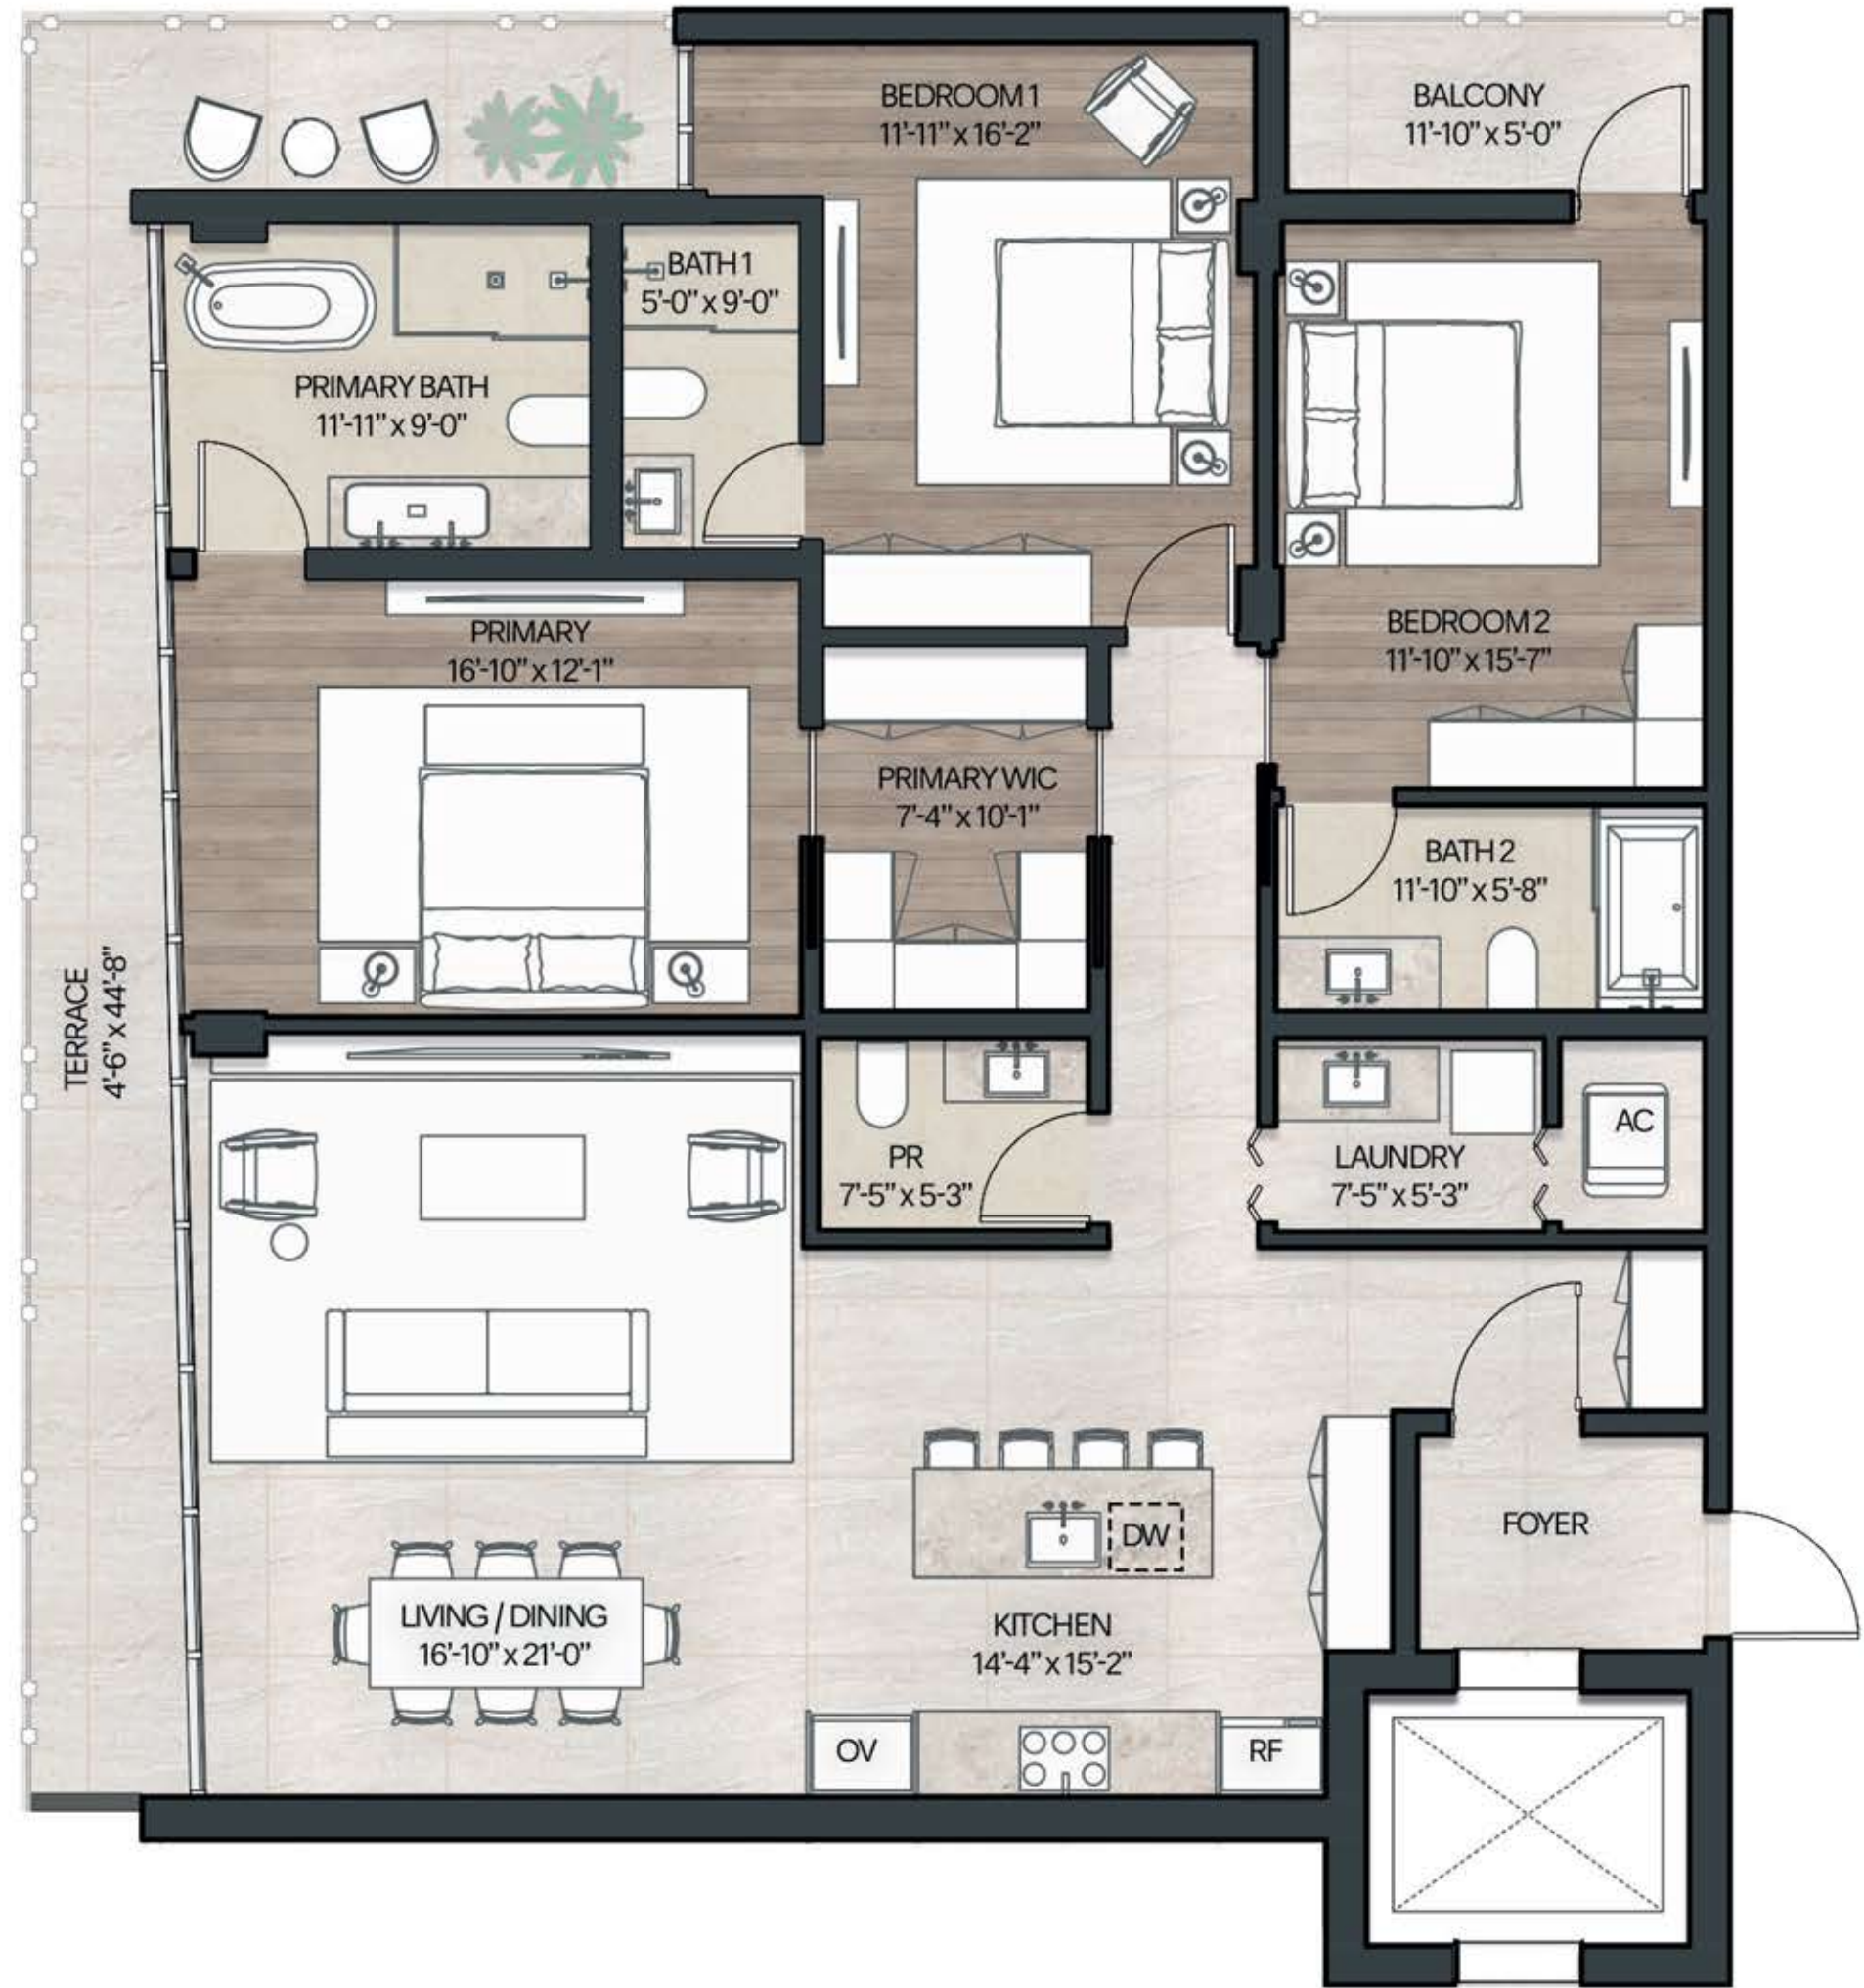 BEDROOM 1
11'-11" x 16'-2"
BALCONY
11'-10" x 5'-0"
BATH 1
5'-0" x 9'-0"
PRIMARY BATH
11'-11" x 9'-0"
PRIMARY
16'-10" x 12'-1"
BEDROOM 2
11'-10" x 15'-7"
PRIMARY WIC
7'-4" x 10'-1"
BATH 2
11'-10" x 5'-8"
TERRACE
4'-6" x 44'-8"
PR
7'-5" x 5-3"
LAUNDRY
7'-5" x 5'-3"
AC
FOYER
DW
LIVING / DINING
16'-10" x 21'-0"
KITCHEN
14'-4" x 15'-2"
OV
RF